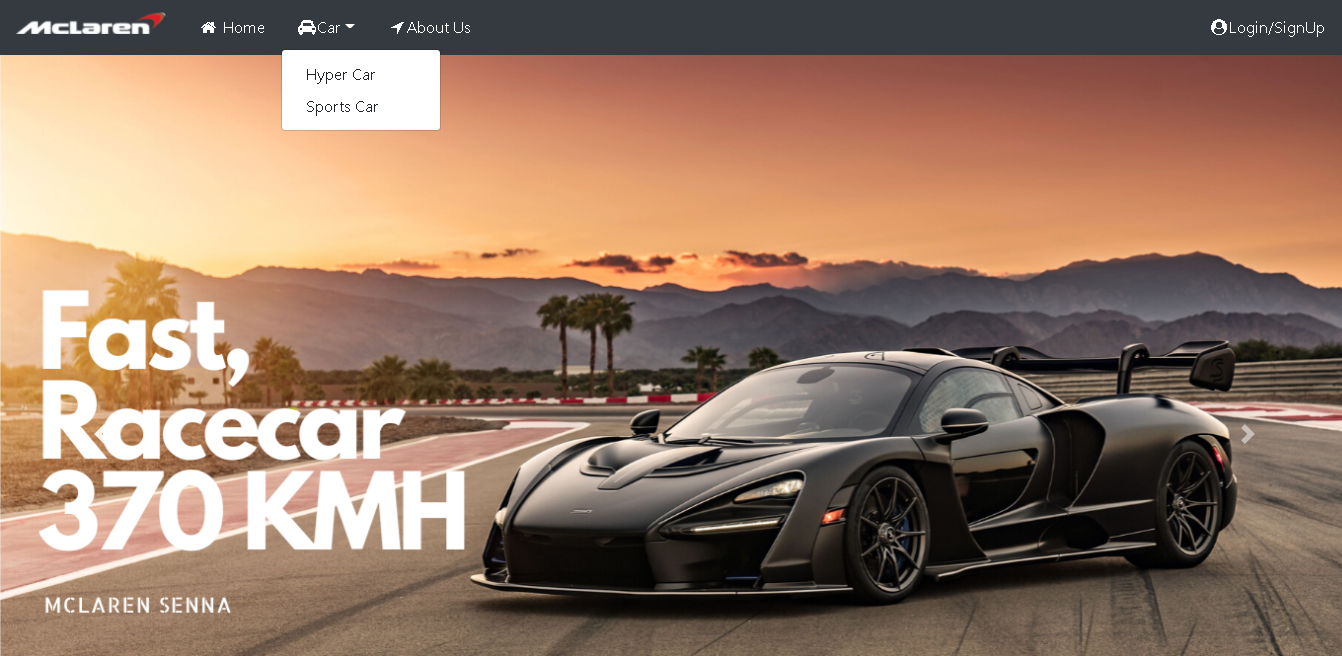 McLaren
Home
Car
About Us
Login/SignUp
Hyper Car
Sports Car
Fast,
Racecar
370 KMH
MCLAREN SENNA
S